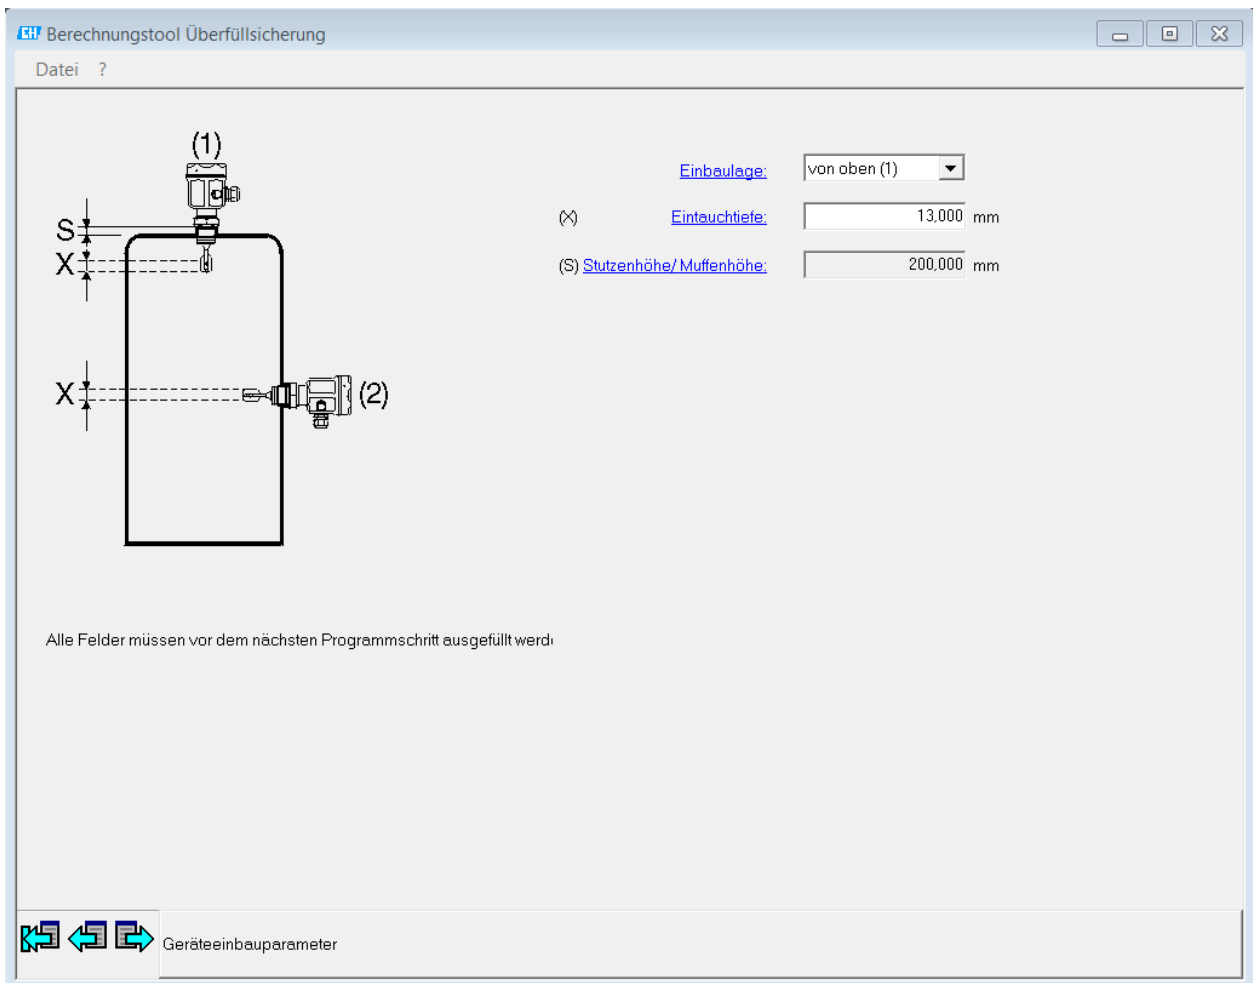 EH Berechnungstool Überfüllsicherung
Datei ?
(1)
Einbaulage: von oben (1)
S
(X) Eintauchtiefe: 13,000 mm
X
(S) Stutzenhöhe/ Muffenhöhe: 200,000 mm
X
(2)
Alle Felder müssen vor dem nächsten Programmschritt ausgefüllt werd
Geräteeinbauparameter